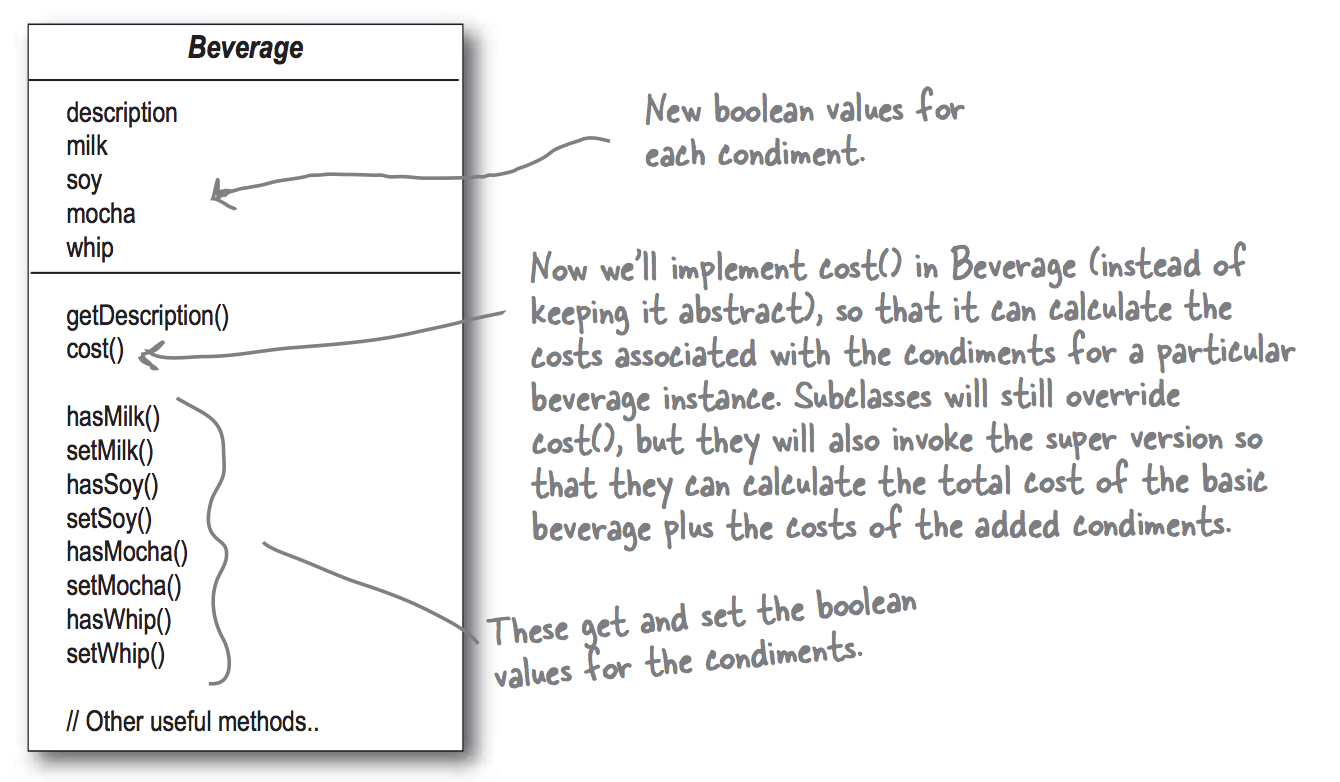 Beverage
description
milk
soy
mocha
whip
getDescription()
cost()
hasMilk()
setMilk()
hasSoy()
setSoy()
hasMocha()
setMocha()
hasWhip()
setWhip()
// Other useful methods..
New boolean values for
each condiment.
Now we'll implement cost() in Beverage (instead of
keeping it abstract), so that it can calculate the
costs associated with the condiments for a particular
beverage instance. Subclasses will still override
cost(), but they will also invoke the super version so
that they can calculate the total cost of the basic
beverage plus the costs of the added condiments.
These get and set the boolean
values for the condiments.